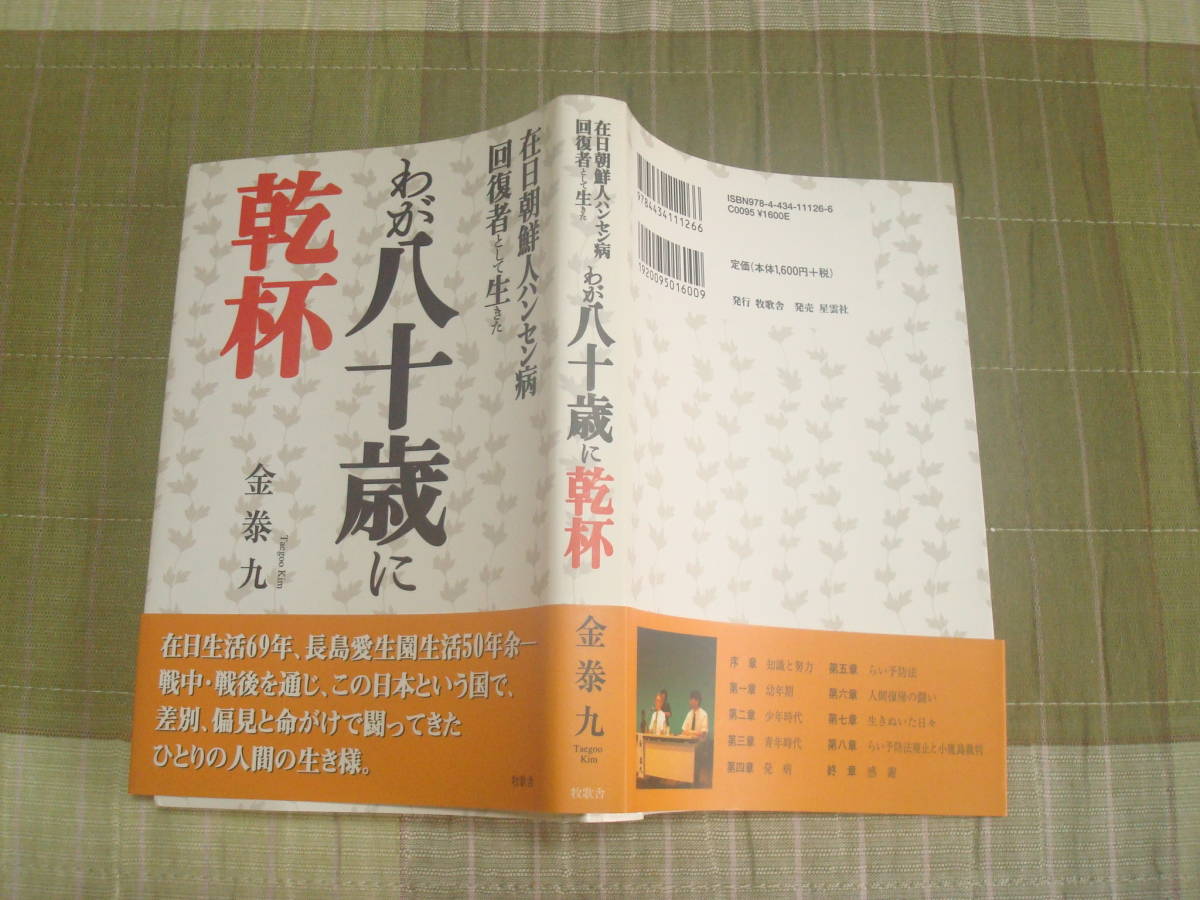 在日朝鮮人ハンセン病
回復者として生きた
わが八十歳に
乾杯
金泰九
Taegoo Kim
在日生活69年、長島愛生園生活50年余―
戦中・戦後を通じ、この日本という国で、
差別、偏見と命がけで闘ってきた
ひとりの人間の生き様。
牧歌舎
在日朝鮮人ハンセン病
回復者として生きた
わが八十歳に乾杯
金泰九
Taegoo
Kim
牧歌舎
9784434111266
1920095016009
ISBN978-4-434-11126-6
C0095 ¥1600E
定価(本体1,600円+税)
発行 牧歌舎 発売 星雲社
序章 知識と努力
第一章 幼年期
第二章 少年時代
第三章 青年時代
第四章 発病
第五章 らい予防法
第六章 人間復帰の闘い
第七章 生きぬいた日々
第八章 らい予防法廃止と小鹿島裁判
終章 感謝